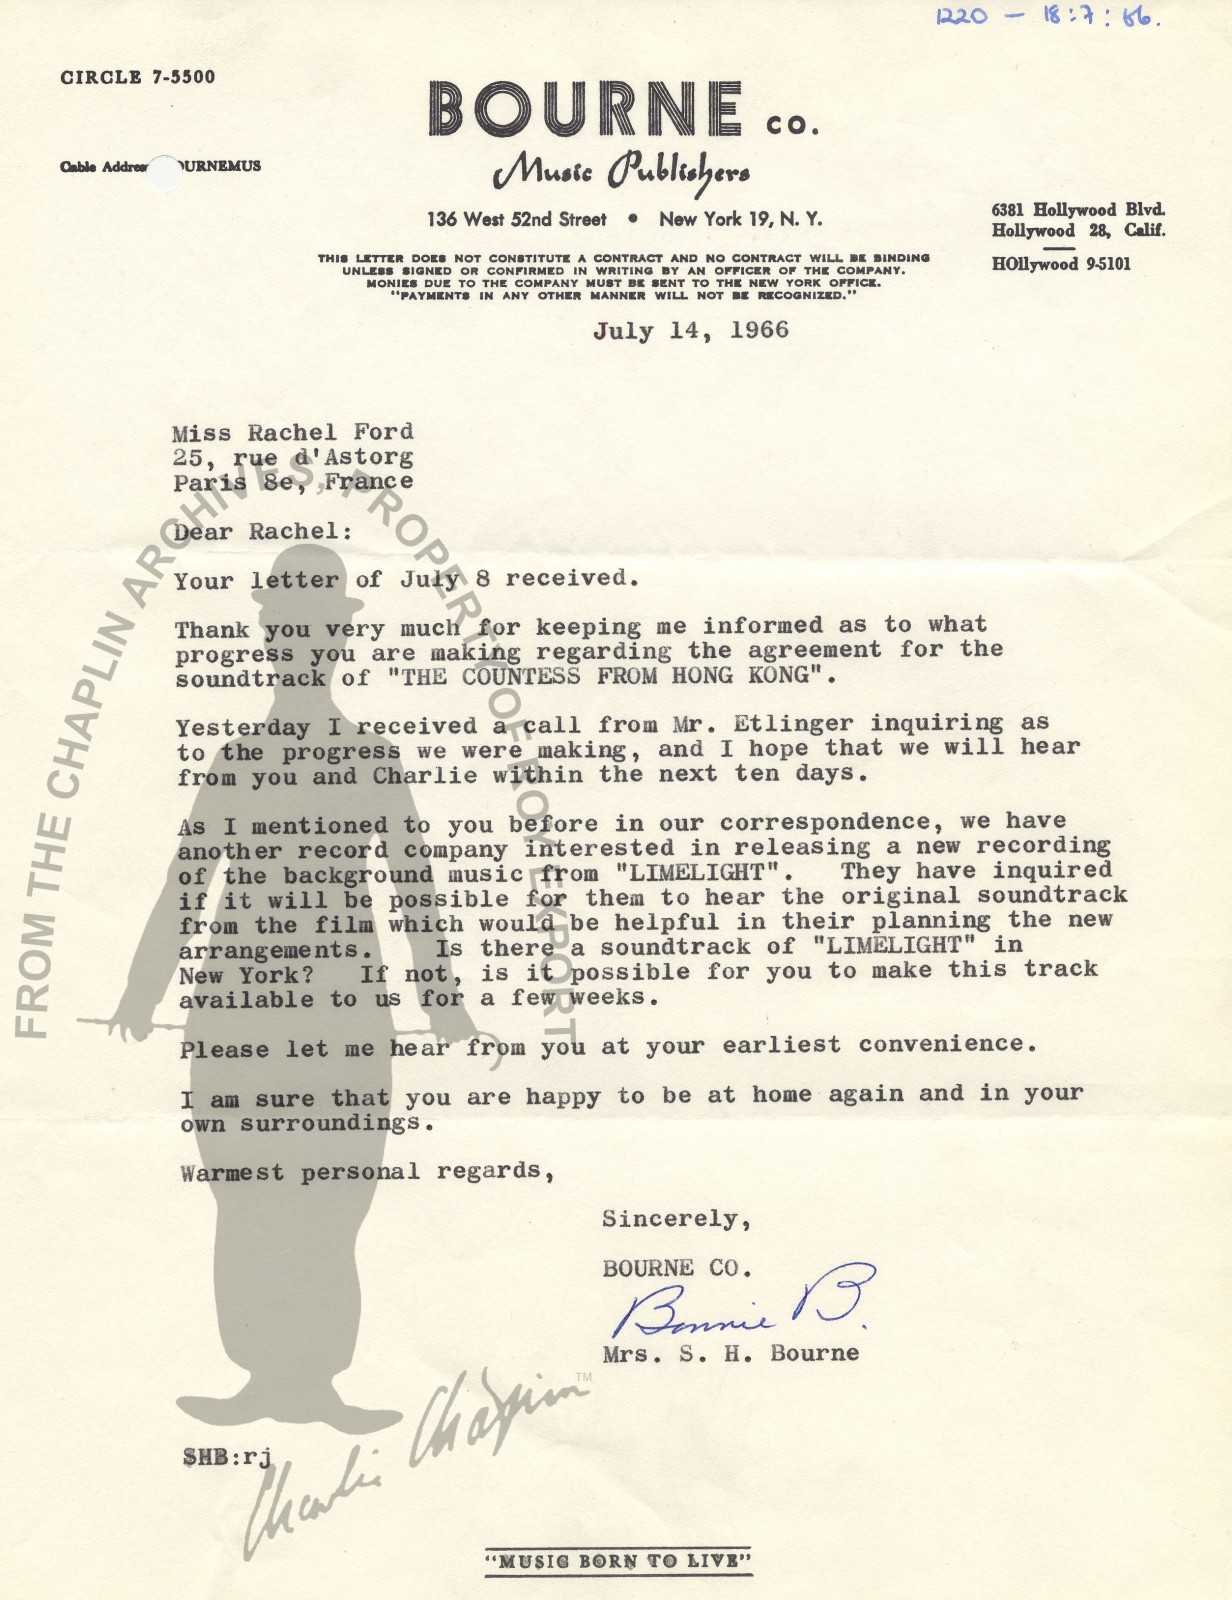 1220 — 18:7:66.
CIRCLE 7-5500
BOURNE CO.
Cable Address URNEMUS
Music Publishers
136 West 52nd Street • New York 19, N. Y.
6381 Hollywood Blvd.
Hollywood 28, Calif.
HOllywood 9-5101
THIS LETTER DOES NOT CONSTITUTE A CONTRACT AND NO CONTRACT WILL BE BINDING
UNLESS SIGNED OR CONFIRMED IN WRITING BY AN OFFICER OF THE COMPANY.
MONIES DUE TO THE COMPANY MUST BE SENT TO THE NEW YORK OFFICE.
"PAYMENTS IN ANY OTHER MANNER WILL NOT BE RECOGNIZED."
July 14, 1966
Miss Rachel Ford
25, rue d'Astorg
Paris 8e, France
Dear Rachel:
Your letter of July 8 received.
Thank you very much for keeping me informed as to what
progress you are making regarding the agreement for the
soundtrack of "THE COUNTESS FROM HONG KONG".
Yesterday I received a call from Mr. Etlinger inquiring as
to the progress we were making, and I hope that we will hear
from you and Charlie within the next ten days.
As I mentioned to you before in our correspondence, we have
another record company interested in releasing a new recording
of the background music from "LIMELIGHT". They have inquired
if it will be possible for them to hear the original soundtrack
from the film which would be helpful in their planning the new
arrangements. Is there a soundtrack of "LIMELIGHT" in
New York? If not, is it possible for you to make this track
available to us for a few weeks.
Please let me hear from you at your earliest convenience.
I am sure that you are happy to be at home again and in your
own surroundings.
Warmest personal regards,
Sincerely,
BOURNE CO.
Bonnie B.
Mrs. S. H. Bourne
SHB:rj
"MUSIC BORN TO LIVE"
FROM THE CHAPLIN ARCHIVES, PROPERTY OF ROY EXPORT
Charlie Chaplin™